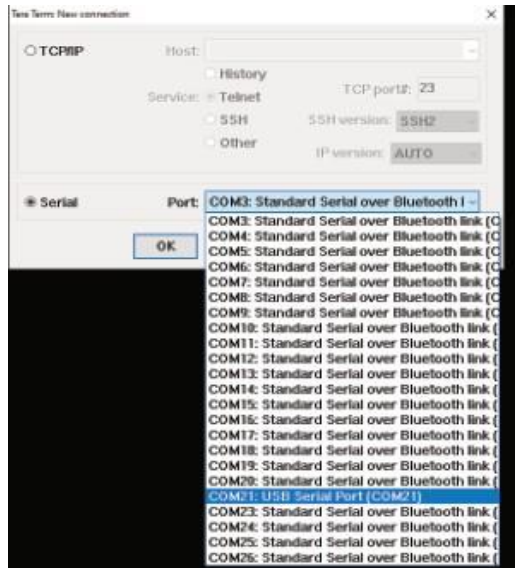 Tera Term: New connection
TCP/IP
Host:
History
Service:
Telnet
TCP port#: 23
SSH
SSH version: SSH2
Other
IP version: AUTO
Serial
Port: COM3: Standard Serial over Bluetooth l
OK
COM3: Standard Serial over Bluetooth link (C
COM4: Standard Serial over Bluetooth link (C
COM5: Standard Serial over Bluetooth link (C
COM6: Standard Serial over Bluetooth link (C
COM7: Standard Serial over Bluetooth link (C
COM8: Standard Serial over Bluetooth link (C
COM9: Standard Serial over Bluetooth link (C
COM10: Standard Serial over Bluetooth link (
COM11: Standard Serial over Bluetooth link (
COM12: Standard Serial over Bluetooth link (
COM13: Standard Serial over Bluetooth link (
COM14: Standard Serial over Bluetooth link (
COM15: Standard Serial over Bluetooth link (
COM16: Standard Serial over Bluetooth link (
COM17: Standard Serial over Bluetooth link (
COM18: Standard Serial over Bluetooth link (
COM19: Standard Serial over Bluetooth link (
COM20: Standard Serial over Bluetooth link (
COM21: USB Serial Port (COM21)
COM23: Standard Serial over Bluetooth link (
COM24: Standard Serial over Bluetooth link (
COM25: Standard Serial over Bluetooth link (
COM26: Standard Serial over Bluetooth link (